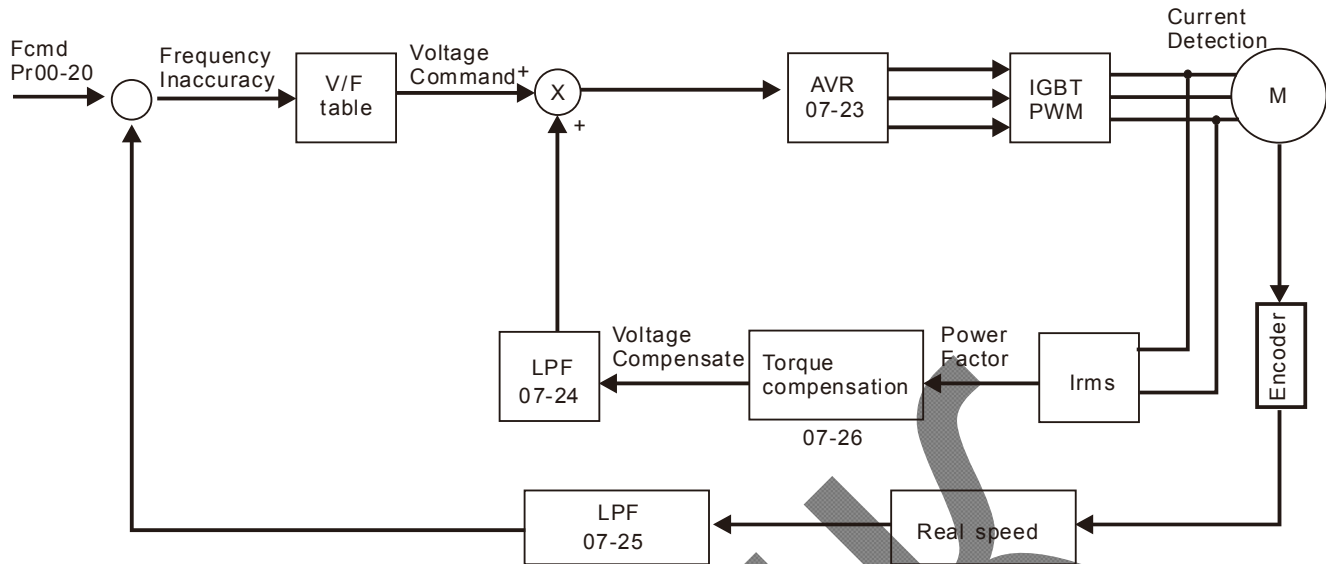 Fcmd
Pr00-20
Frequency
Inaccuracy
V/F
table
Voltage
Command
+
X
+
AVR
07-23
IGBT
PWM
Current
Detection
M
LPF
07-24
Voltage
Compensate
Torque
compensation
07-26
Power
Factor
Irms
Encoder
LPF
07-25
Real speed